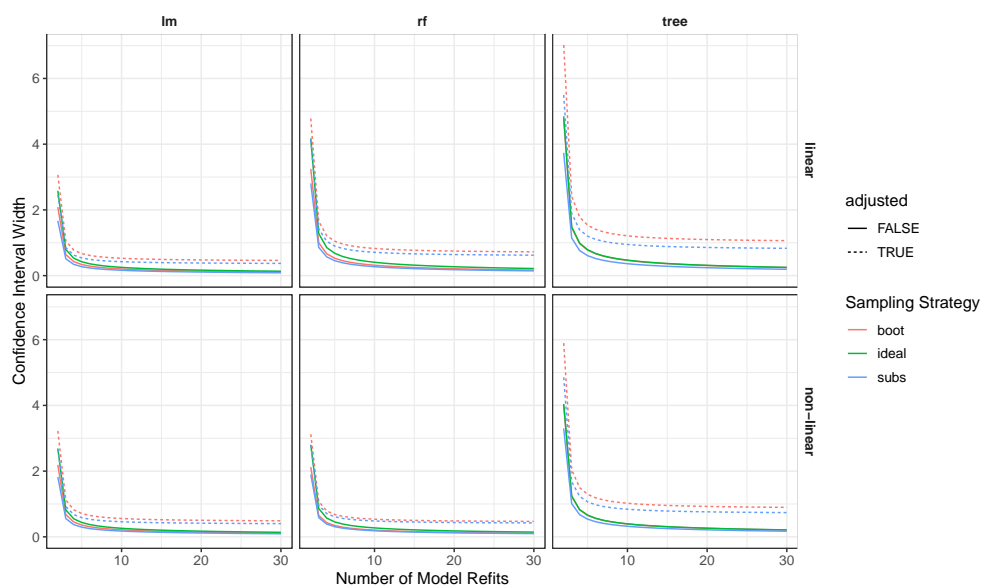 lm
rf
tree
6
4
2
0
linear
6
4
2
0
non−linear
10
20
30
10
20
30
10
20
30
Number of Model Refits
Confidence Interval Width
adjusted
FALSE
TRUE
Sampling Strategy
boot
ideal
subs